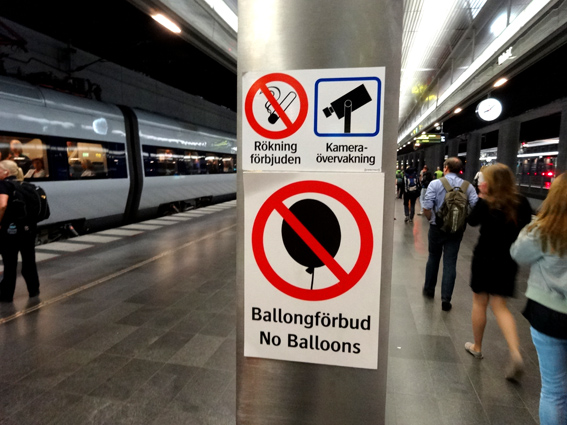 Rökning
förbjuden
Kamera-
övervakning
Ballongförbud
No Balloons